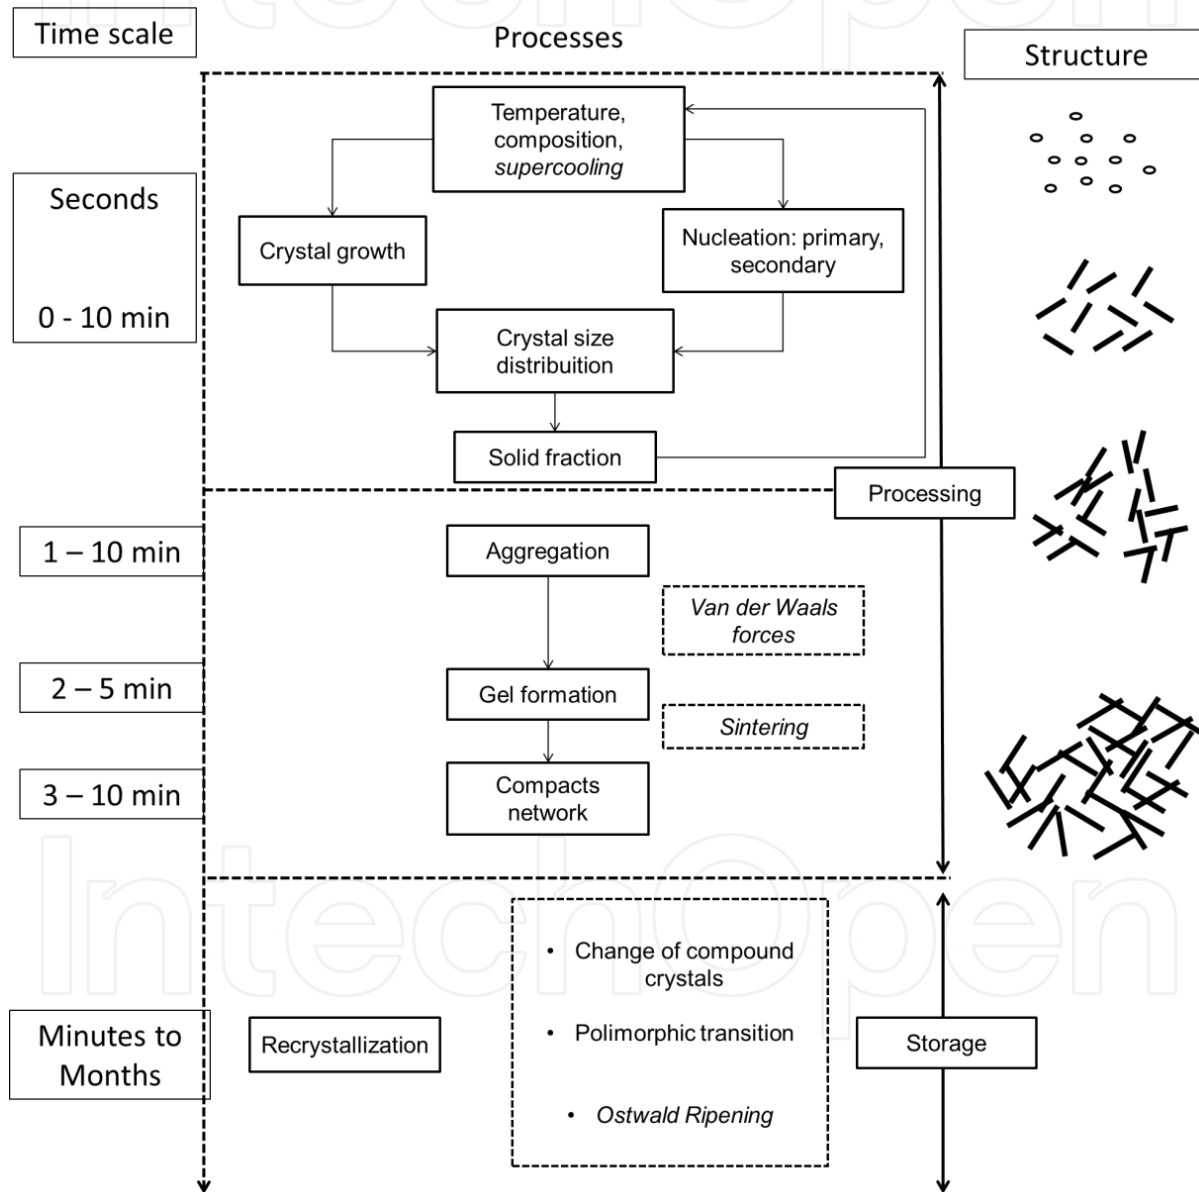 Time scale
Processes
Structure
Temperature,
composition,
supercooling
Seconds
0 - 10 min
Crystal growth
Nucleation: primary,
secondary
Crystal size
distribuition
Solid fraction
Processing
1 – 10 min
Aggregation
Van der Waals
forces
2 – 5 min
Gel formation
Sintering
3 – 10 min
Compacts
network
IntechOpen
• Change of compound
crystals
• Polimorphic transition
• Ostwald Ripening
Minutes to
Months
Recrystallization
Storage